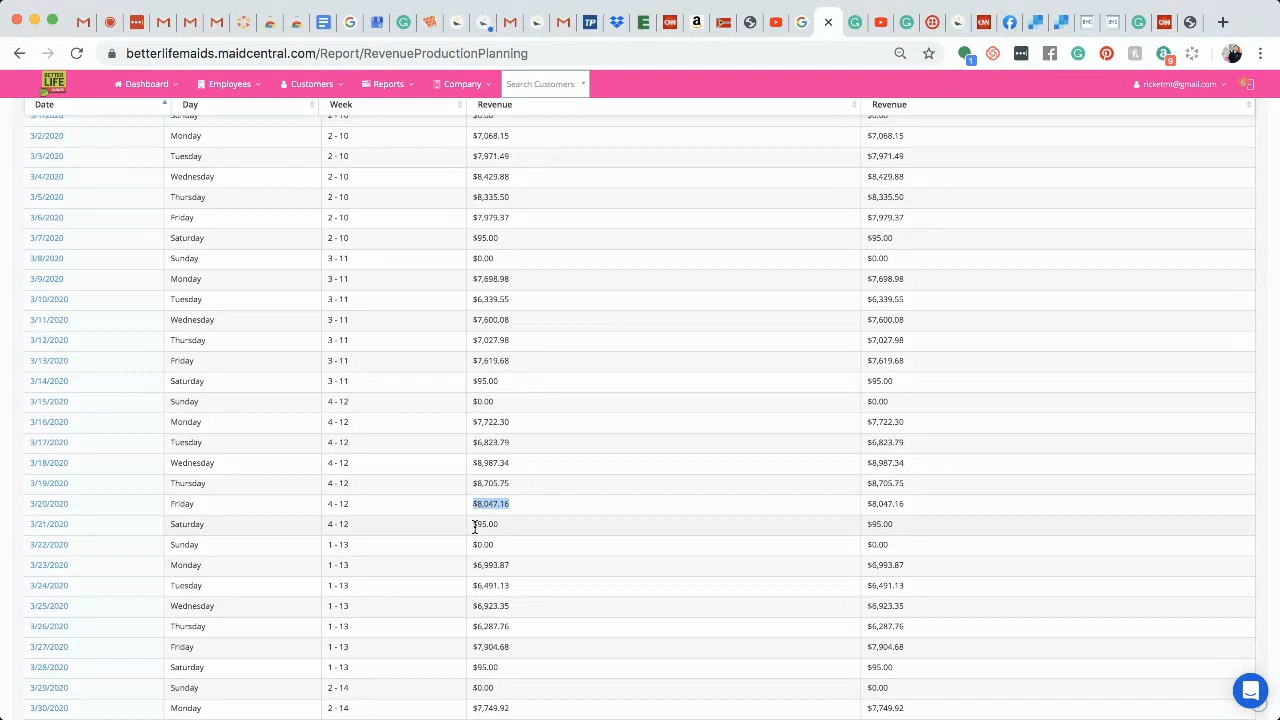 betterlifemaids.maidcentral.com/Report/RevenueProductionPlanning
BETTER LIFE Dashboard Employees Customers Reports Company Search Customers ricketmt@gmail.com 6
Date Day Week Revenue Revenue
3/1/2020 Sunday 2 - 10 $0.00 $0.00
3/2/2020 Monday 2 - 10 $7,068.15 $7,068.15
3/3/2020 Tuesday 2 - 10 $7,971.49 $7,971.49
3/4/2020 Wednesday 2 - 10 $8,429.88 $8,429.88
3/5/2020 Thursday 2 - 10 $8,335.50 $8,335.50
3/6/2020 Friday 2 - 10 $7,979.37 $7,979.37
3/7/2020 Saturday 2 - 10 $95.00 $95.00
3/8/2020 Sunday 3 - 11 $0.00 $0.00
3/9/2020 Monday 3 - 11 $7,698.98 $7,698.98
3/10/2020 Tuesday 3 - 11 $6,339.55 $6,339.55
3/11/2020 Wednesday 3 - 11 $7,600.08 $7,600.08
3/12/2020 Thursday 3 - 11 $7,027.98 $7,027.98
3/13/2020 Friday 3 - 11 $7,619.68 $7,619.68
3/14/2020 Saturday 3 - 11 $95.00 $95.00
3/15/2020 Sunday 4 - 12 $0.00 $0.00
3/16/2020 Monday 4 - 12 $7,722.30 $7,722.30
3/17/2020 Tuesday 4 - 12 $6,823.79 $6,823.79
3/18/2020 Wednesday 4 - 12 $8,987.34 $8,987.34
3/19/2020 Thursday 4 - 12 $8,705.75 $8,705.75
3/20/2020 Friday 4 - 12 $8,047.16 $8,047.16
3/21/2020 Saturday 4 - 12 $95.00 $95.00
3/22/2020 Sunday 1 - 13 $0.00 $0.00
3/23/2020 Monday 1 - 13 $6,993.87 $6,993.87
3/24/2020 Tuesday 1 - 13 $6,491.13 $6,491.13
3/25/2020 Wednesday 1 - 13 $6,923.35 $6,923.35
3/26/2020 Thursday 1 - 13 $6,287.76 $6,287.76
3/27/2020 Friday 1 - 13 $7,904.68 $7,904.68
3/28/2020 Saturday 1 - 13 $95.00 $95.00
3/29/2020 Sunday 2 - 14 $0.00 $0.00
3/30/2020 Monday 2 - 14 $7,749.92 $7,749.92